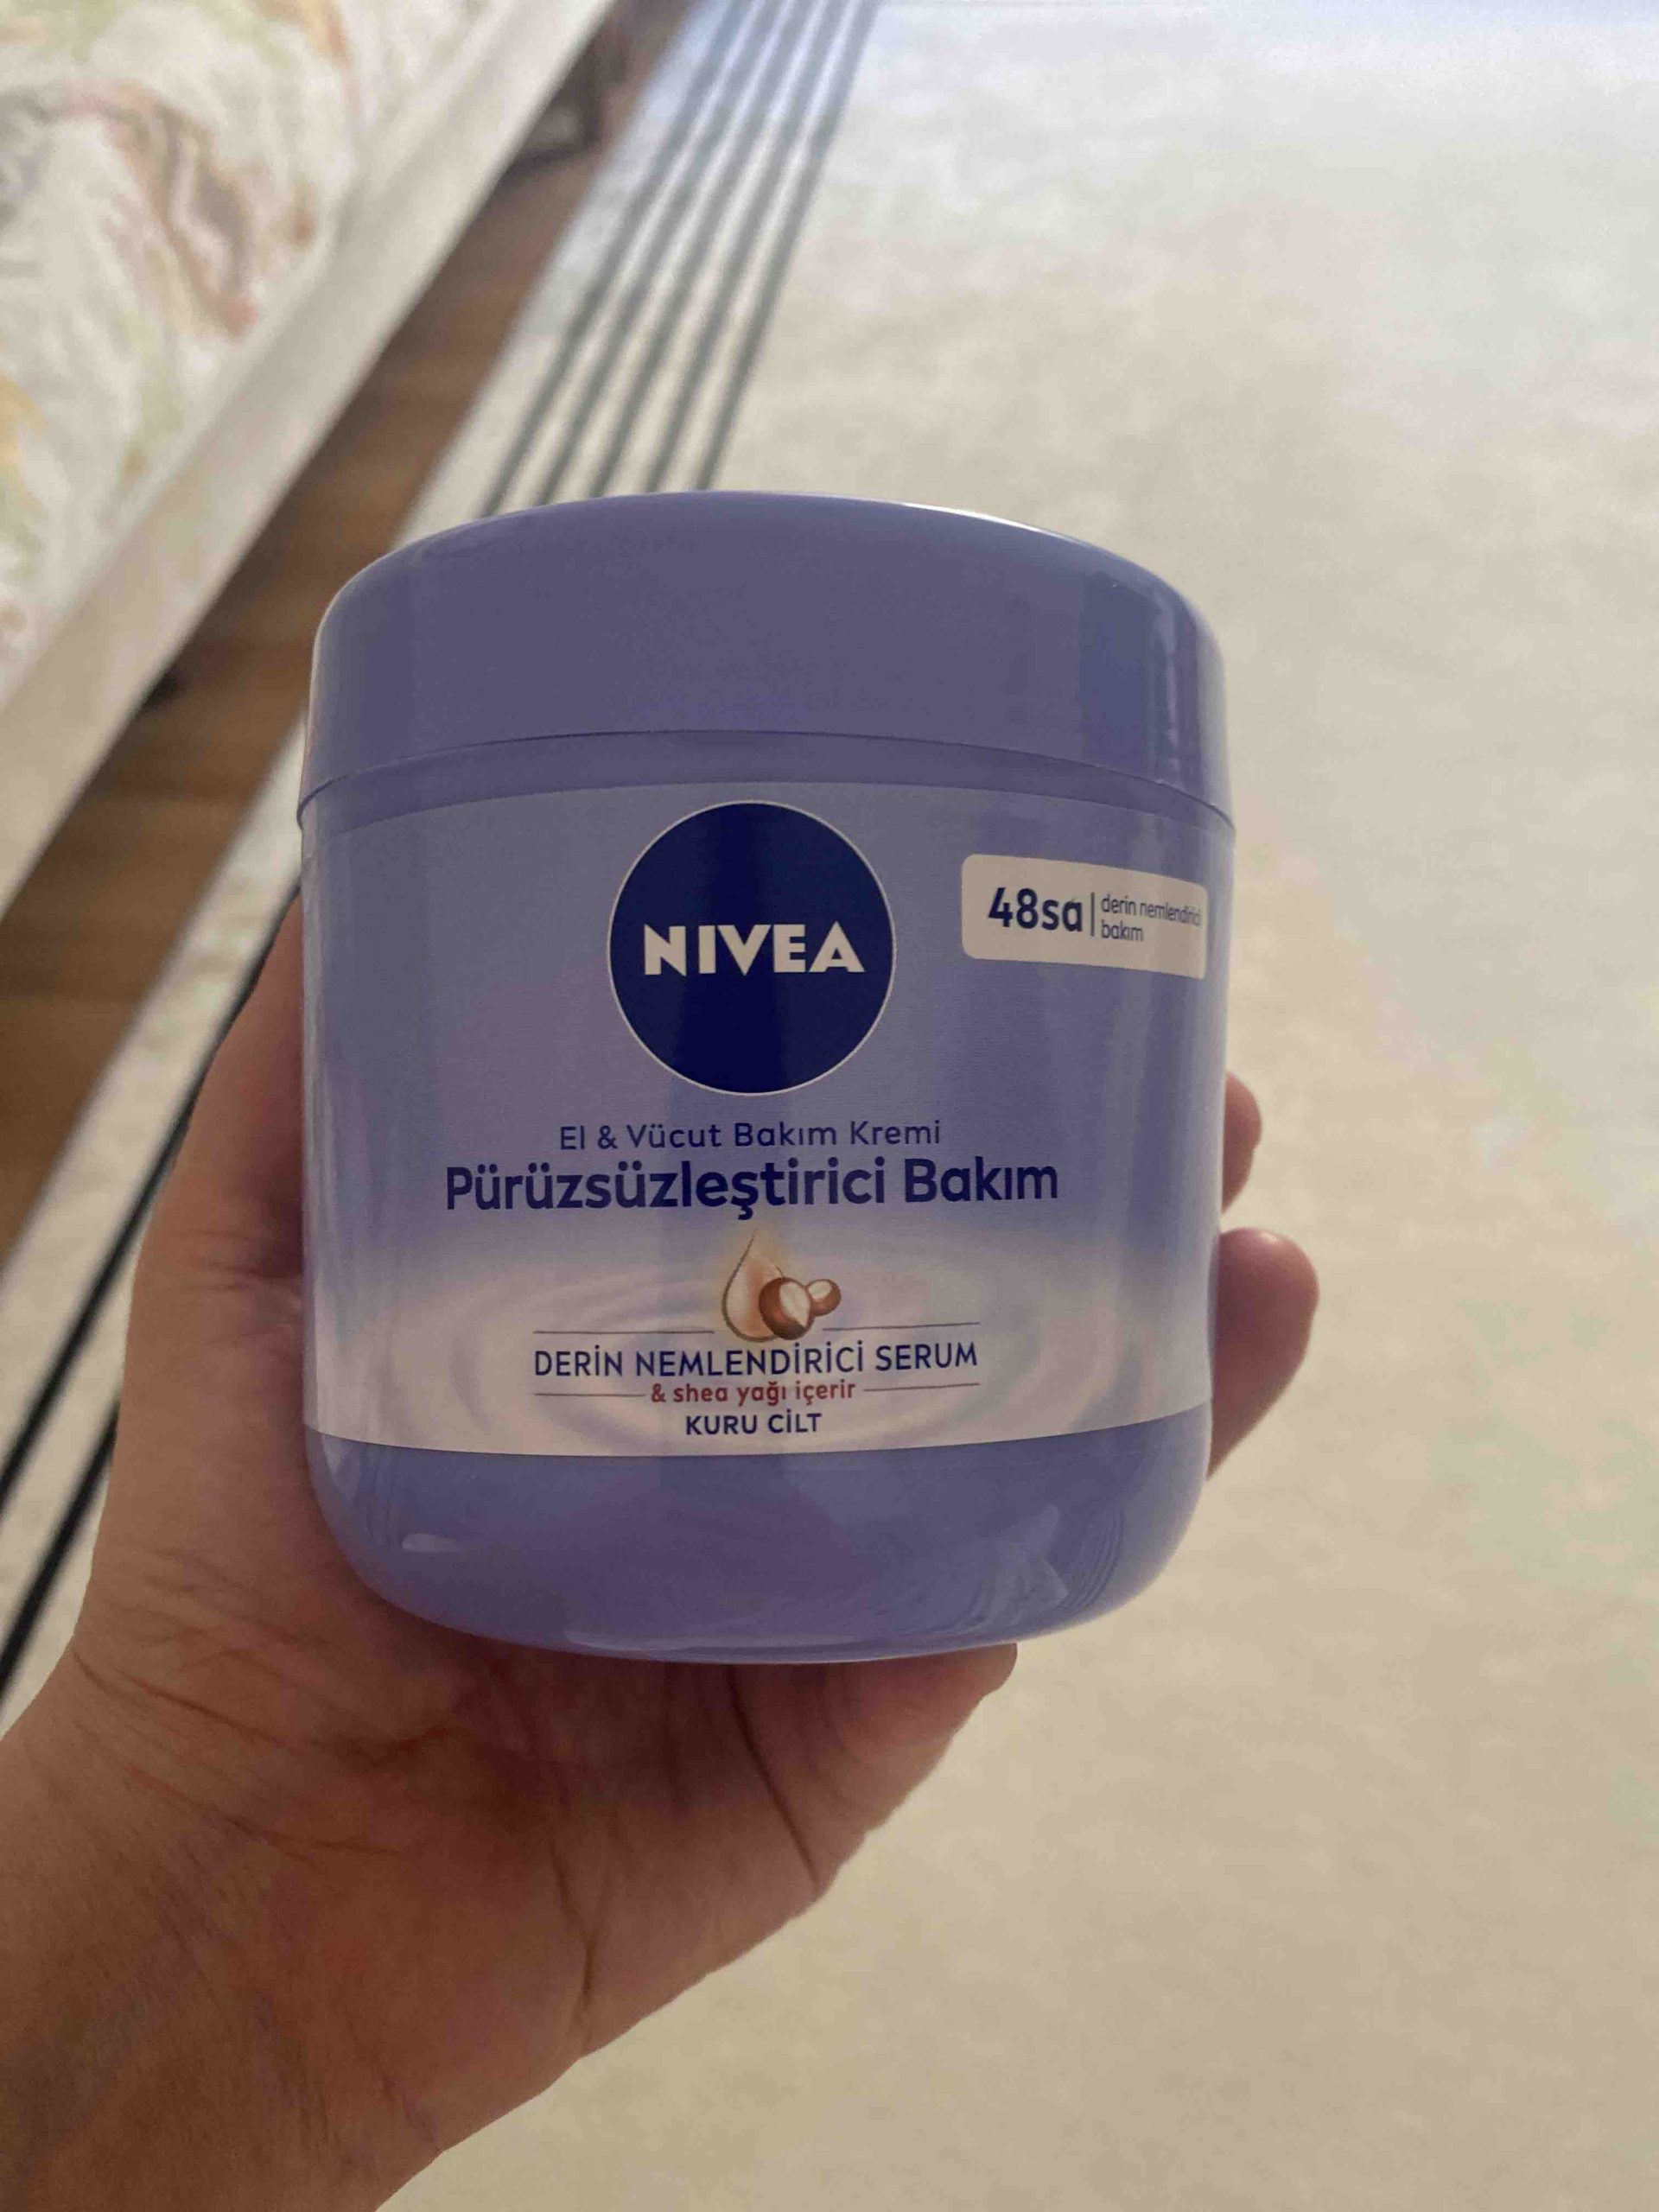 NIVEA
48sa
derin nemlendirici
bakım
El & Vücut Bakım Kremi
Pürüzsüzleştirici Bakım
DERİN NEMLENDİRİCİ SERUM
& shea yağı içerir
KURU CİLT